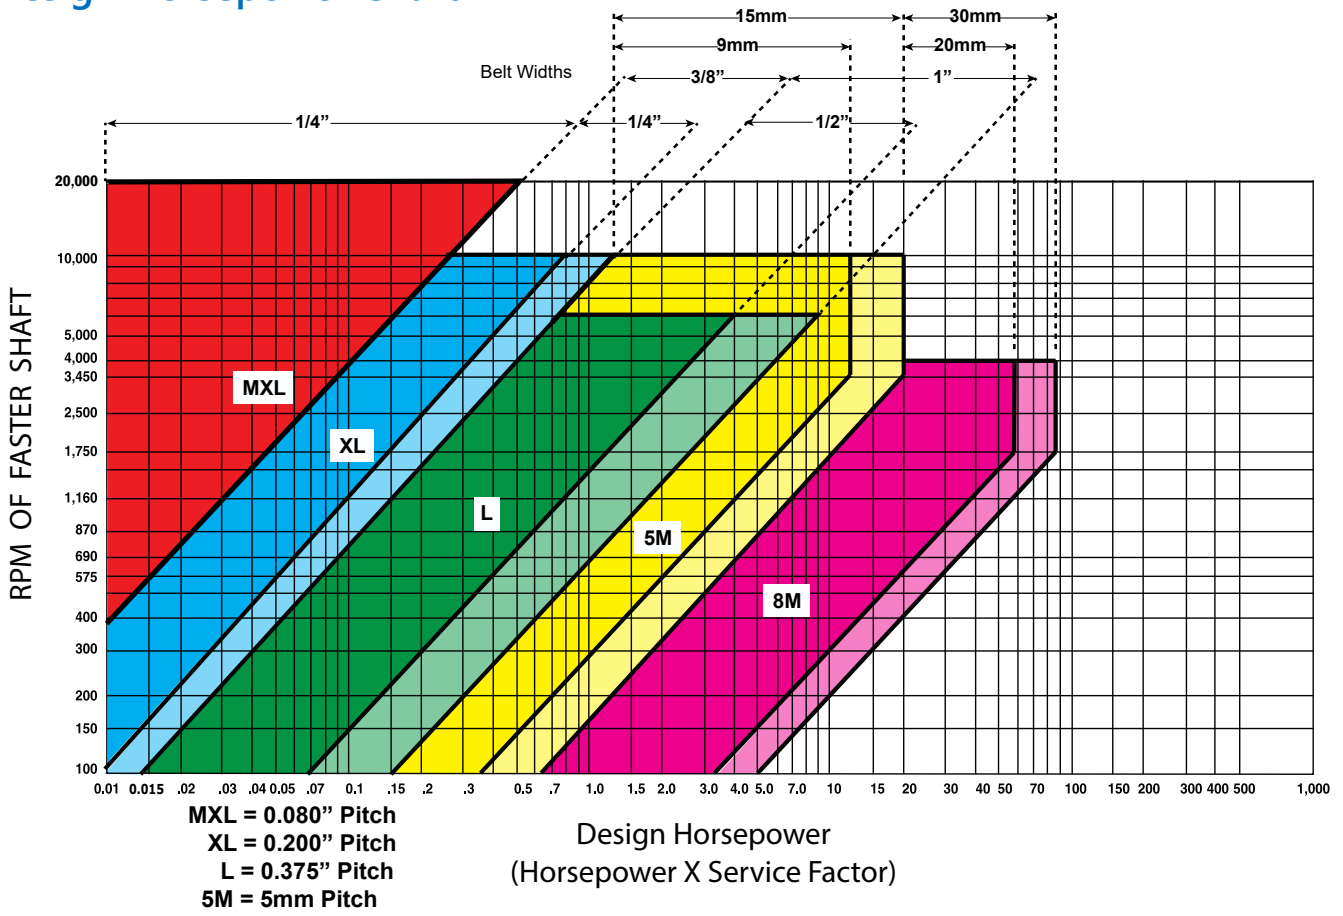 15mm 30mm
9mm 20mm
Belt Widths 3/8” 1”
1/4” 1/4” 1/2”
20,000
10,000
5,000
4,000
3,450
2,500
1,750
1,160
870
690
575
400
300
200
150
100
RPM OF FASTER SHAFT
MXL
XL
L
5M
8M
0.01 0.015 .02 .03 .04 0.05 .07 0.1 .15 .2 .3 0.5 .7 1.0 1.5 2.0 3.0 4.0 5.0 7.0 10 15 20 30 40 50 70 100 150 200 300 400 500 1,000
MXL = 0.080” Pitch
XL = 0.200” Pitch
L = 0.375” Pitch
5M = 5mm Pitch
Design Horsepower
(Horsepower X Service Factor)